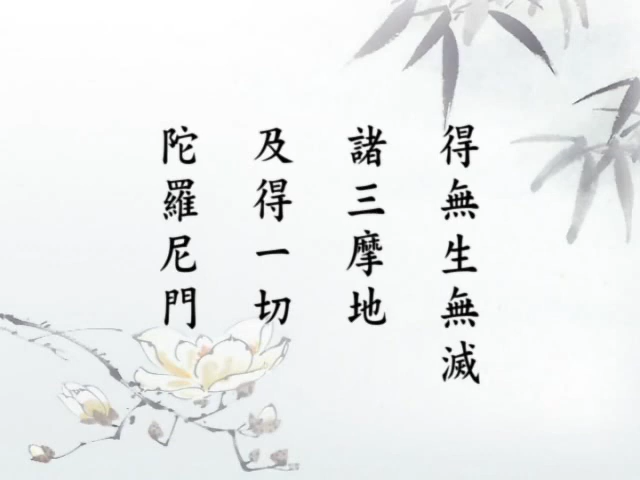 得無生無滅
諸三摩地
及得一切
陀羅尼門